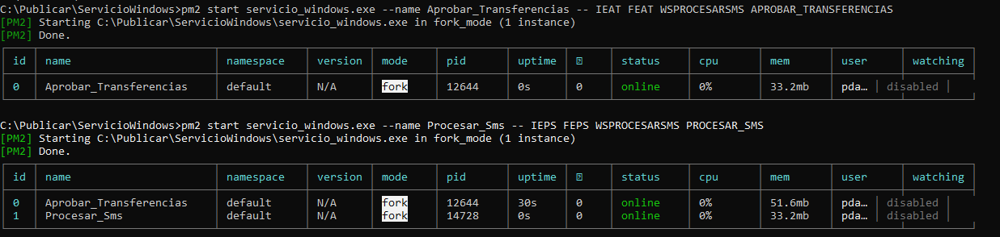 C:\Publicar\ServicioWindows>pm2 start servicio_windows.exe --name Aprobar_Transferencias -- IEAT FEAT WSPROCESARSMS APROBAR_TRANSFERENCIAS
[PM2] Starting C:\Publicar\ServicioWindows\servicio_windows.exe in fork_mode (1 instance)
[PM2] Done.
id │ name │ namespace │ version │ mode │ pid │ uptime │ │ status │ cpu │ mem │ user │ watching
0 │ Aprobar_Transferencias │ default │ N/A │ fork │ 12644 │ 0s │ 0 │ online │ 0% │ 33.2mb │ pda… │ disabled │
C:\Publicar\ServicioWindows>pm2 start servicio_windows.exe --name Procesar_Sms -- IEPS FEPS WSPROCESARSMS PROCESAR_SMS
[PM2] Starting C:\Publicar\ServicioWindows\servicio_windows.exe in fork_mode (1 instance)
[PM2] Done.
id │ name │ namespace │ version │ mode │ pid │ uptime │ │ status │ cpu │ mem │ user │ watching
0 │ Aprobar_Transferencias │ default │ N/A │ fork │ 12644 │ 30s │ 0 │ online │ 0% │ 51.6mb │ pda… │ disabled │
1 │ Procesar_Sms │ default │ N/A │ fork │ 14728 │ 0s │ 0 │ online │ 0% │ 33.2mb │ pda… │ disabled │